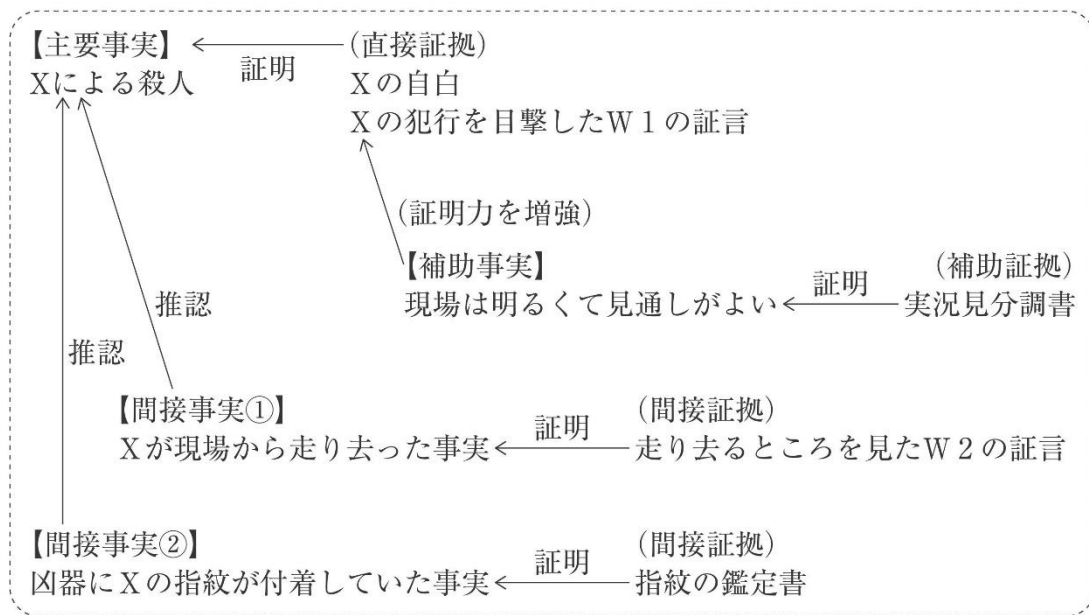 【主要事実】
証明
(直接証拠)
Xによる殺人
Xの自白
Xの犯行を目撃したW1の証言
(証明力を増強)
【補助事実】
証明
(補助証拠)
現場は明るくて見通しがよい
実況見分調書
推認
推認
【間接事実①】
証明
(間接証拠)
Xが現場から走り去った事実
走り去るところを見たW2の証言
【間接事実②】
証明
(間接証拠)
凶器にXの指紋が付着していた事実
指紋の鑑定書